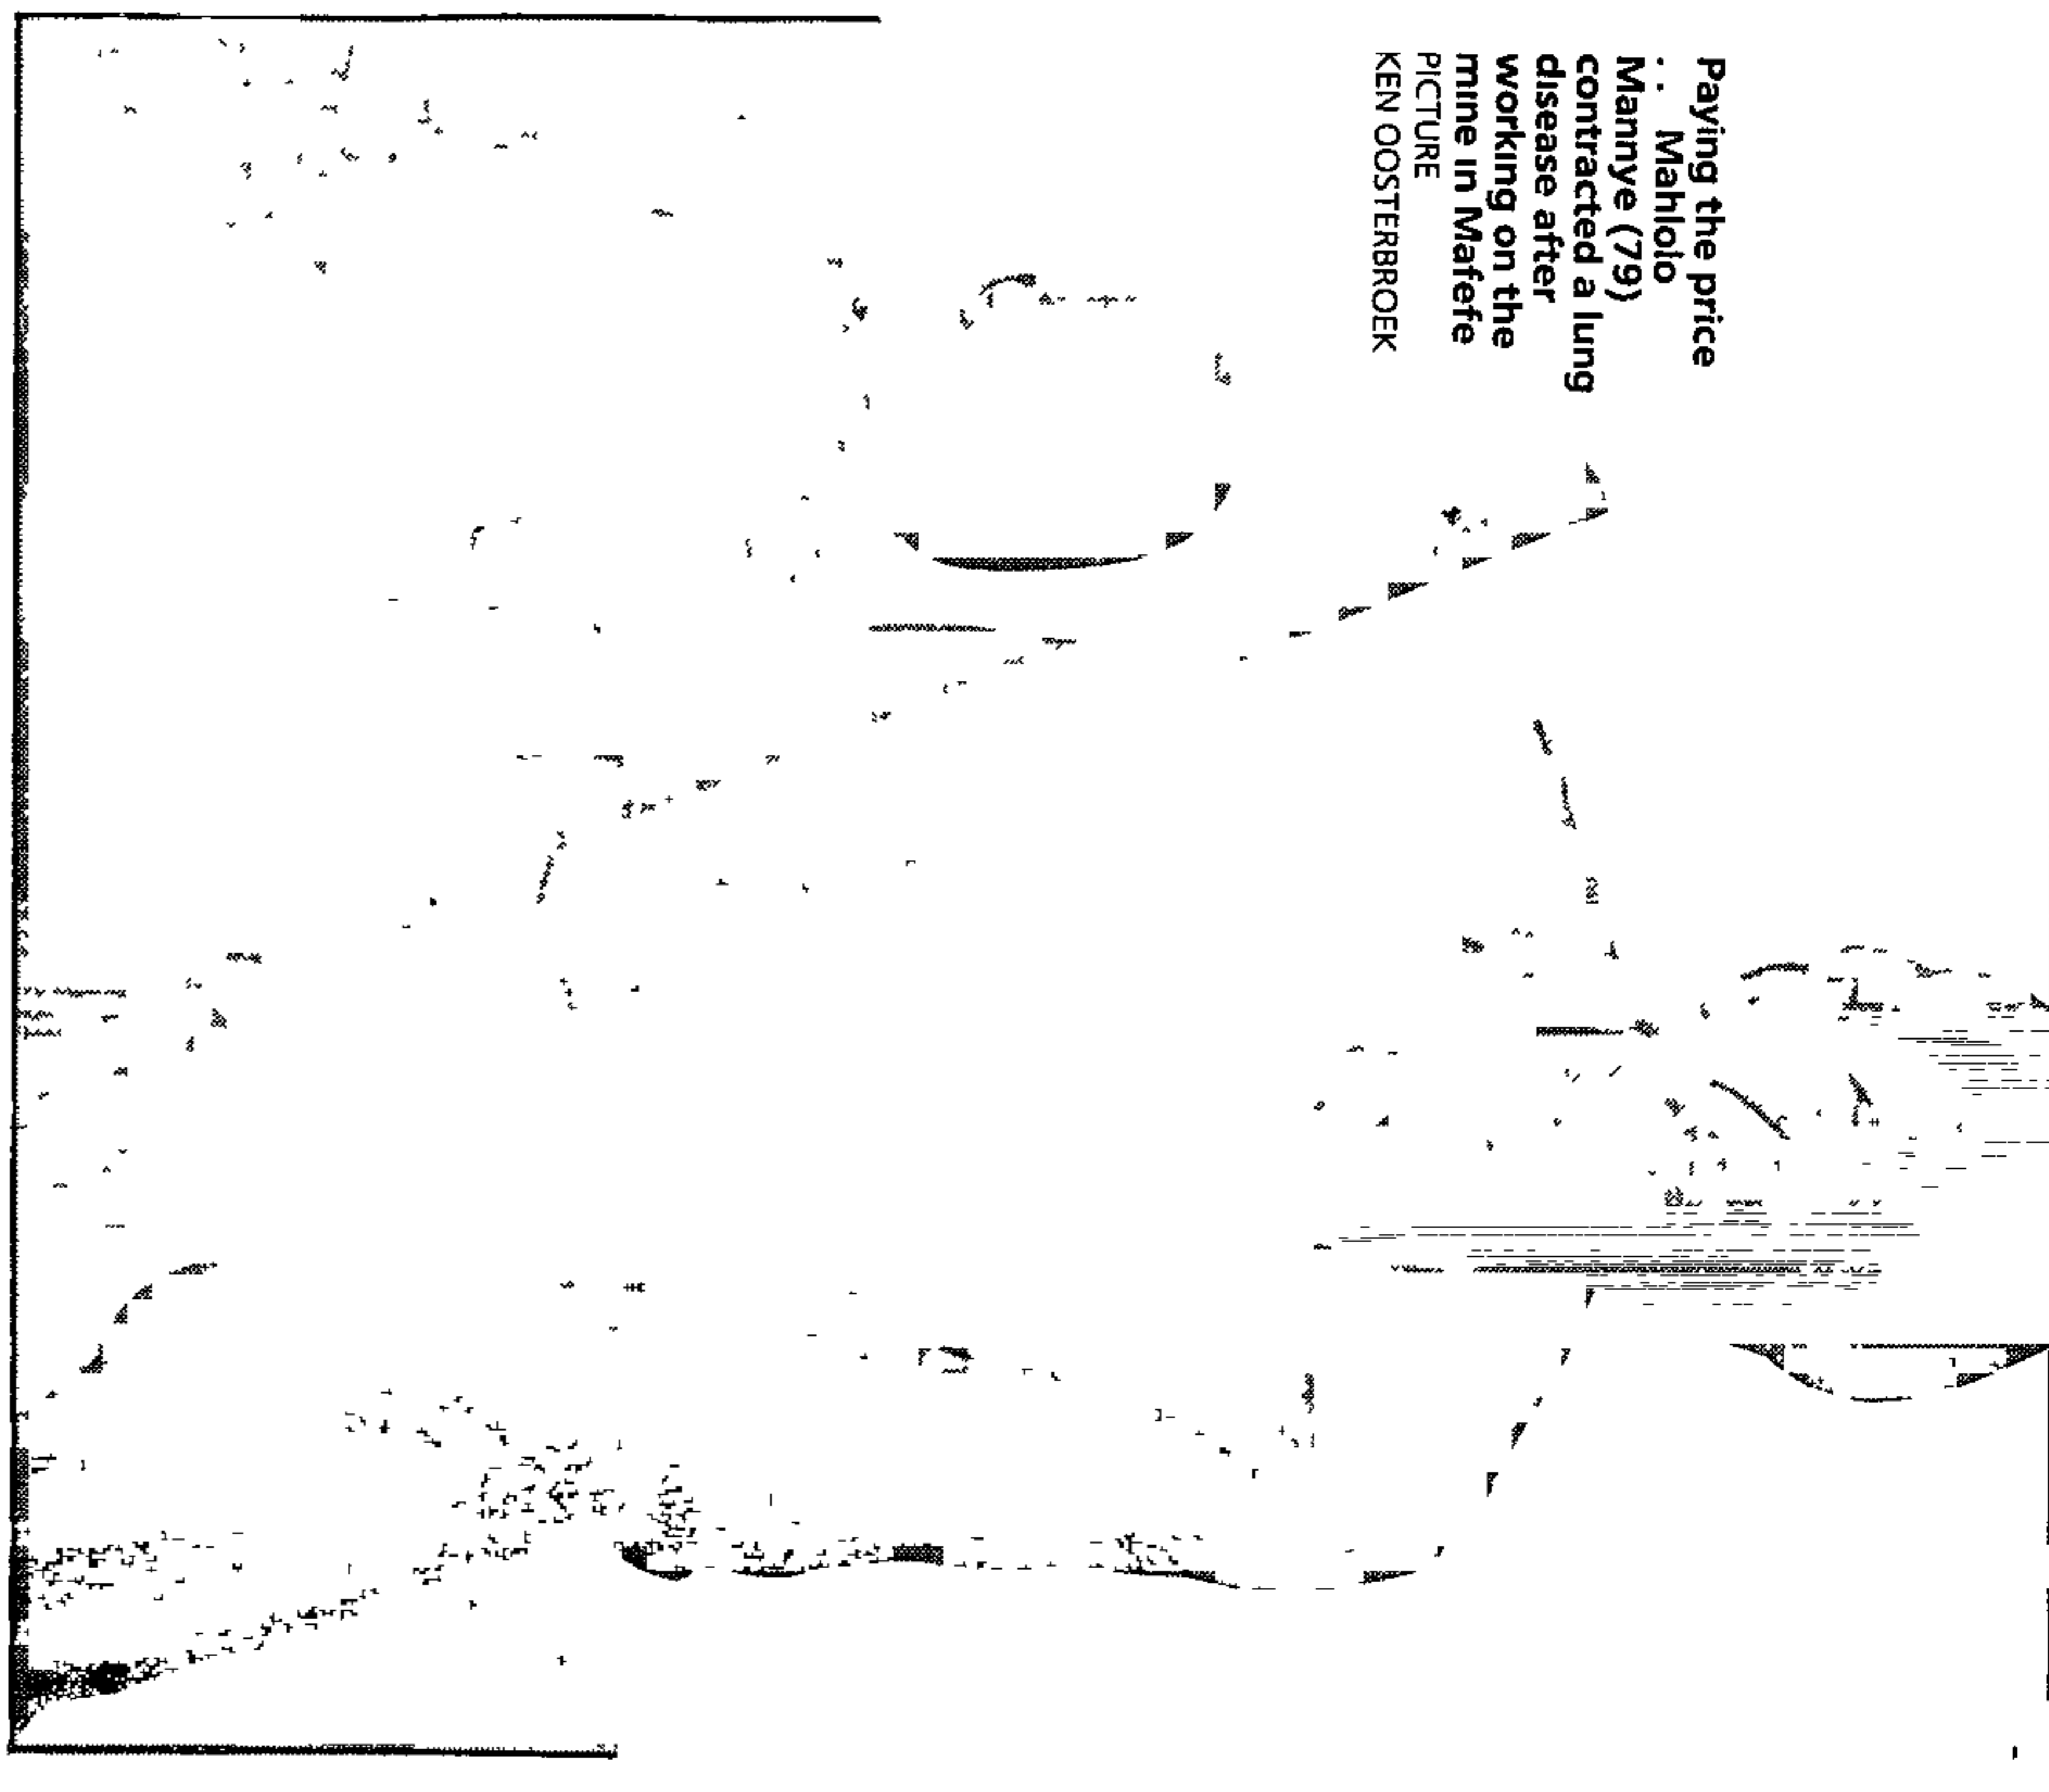 Paying the price
: : Mahlolo
Mannye (79)
contracted a lung
disease after
working on the
mine in Mafefe
PICTURE
KEN OOSTERBROEK